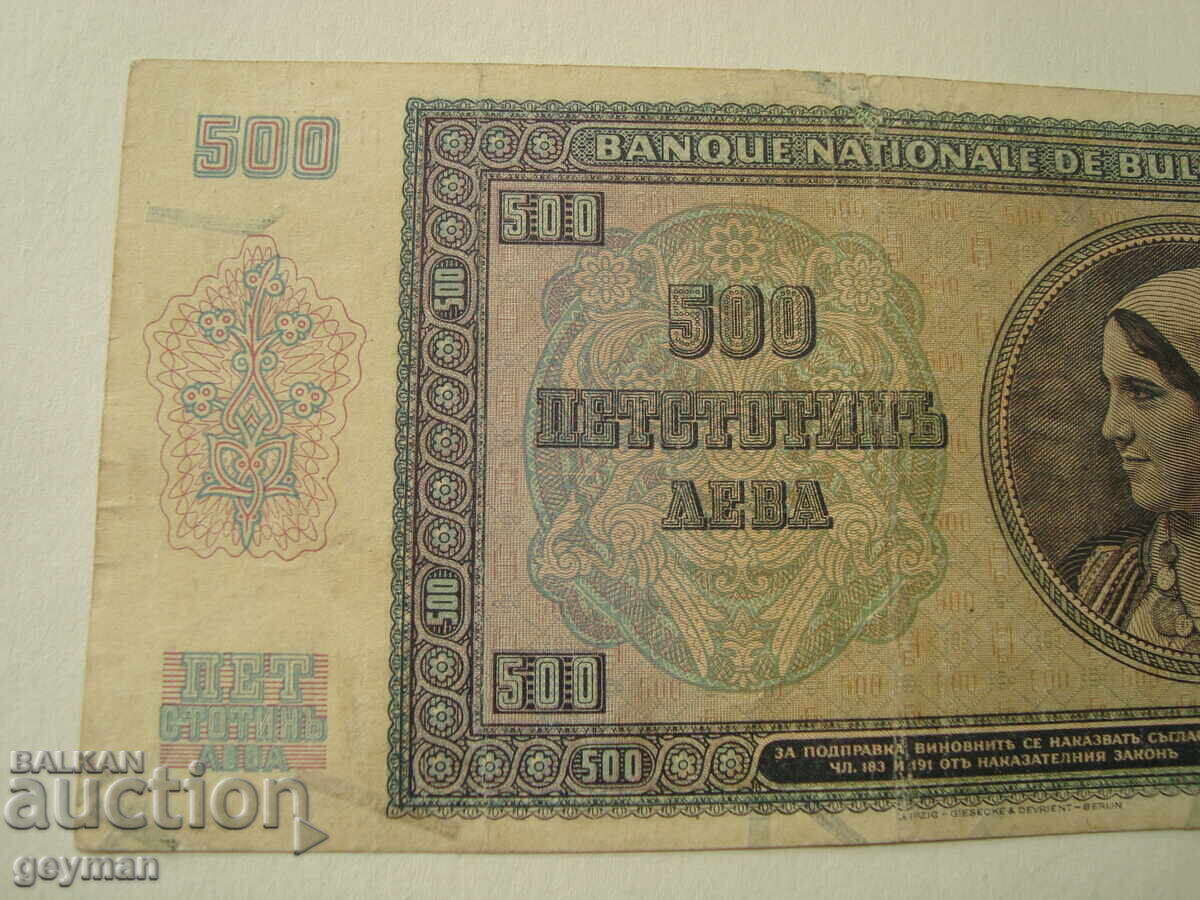 500
BANQUE NATIONALE DE BUL
500
500
500
ПЕТСТОТИНЪ
ЛЕВА
500
500
ПЕТ
СТОТИНЪ
ЛЕВА
500
ЗА ПОДПРАВКА ВИНОВНИТѢ СЕ НАКАЗВАТЪ СЪГЛАС
ЧЛ. 183 И 191 ОТЪ НАКАЗАТЕЛНИЯ ЗАКОНЪ
LEIPZIG – GIESECKE & DEVRIENT – BERLIN
BALKAN
auction
geyman